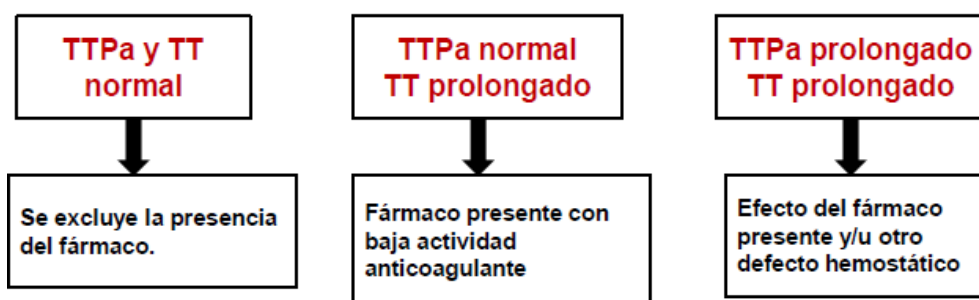 TTPa y TT
normal
TTPa normal
TT prolongado
TTPa prolongado
TT prolongado
Se excluye la presencia
del fármaco.
Fármaco presente con
baja actividad
anticoagulante
Efecto del fármaco
presente y/u otro
defecto hemostático